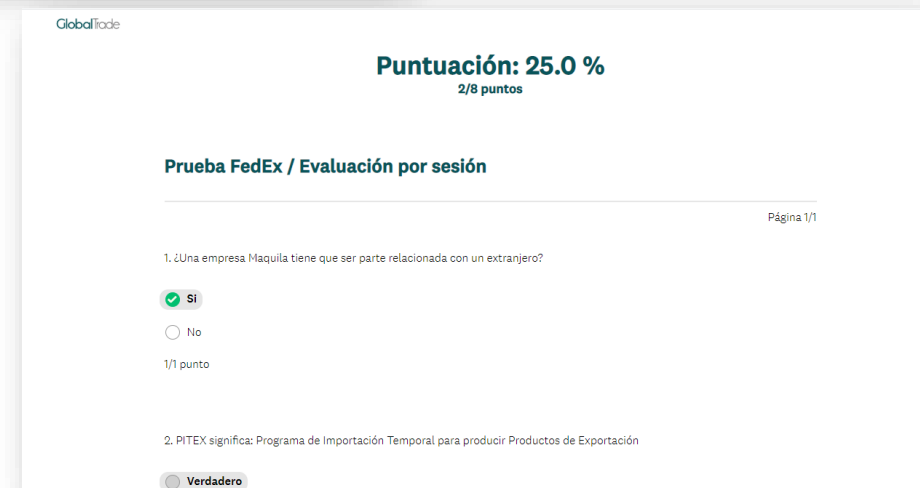 GlobalTrade
Puntuación: 25.0 %
2/8 puntos
Prueba FedEx / Evaluación por sesión
Página 1/1
1. ¿Una empresa Maquila tiene que ser parte relacionada con un extranjero?
Si
No
1/1 punto
2. PITEX significa: Programa de Importación Temporal para producir Productos de Exportación
Verdadero